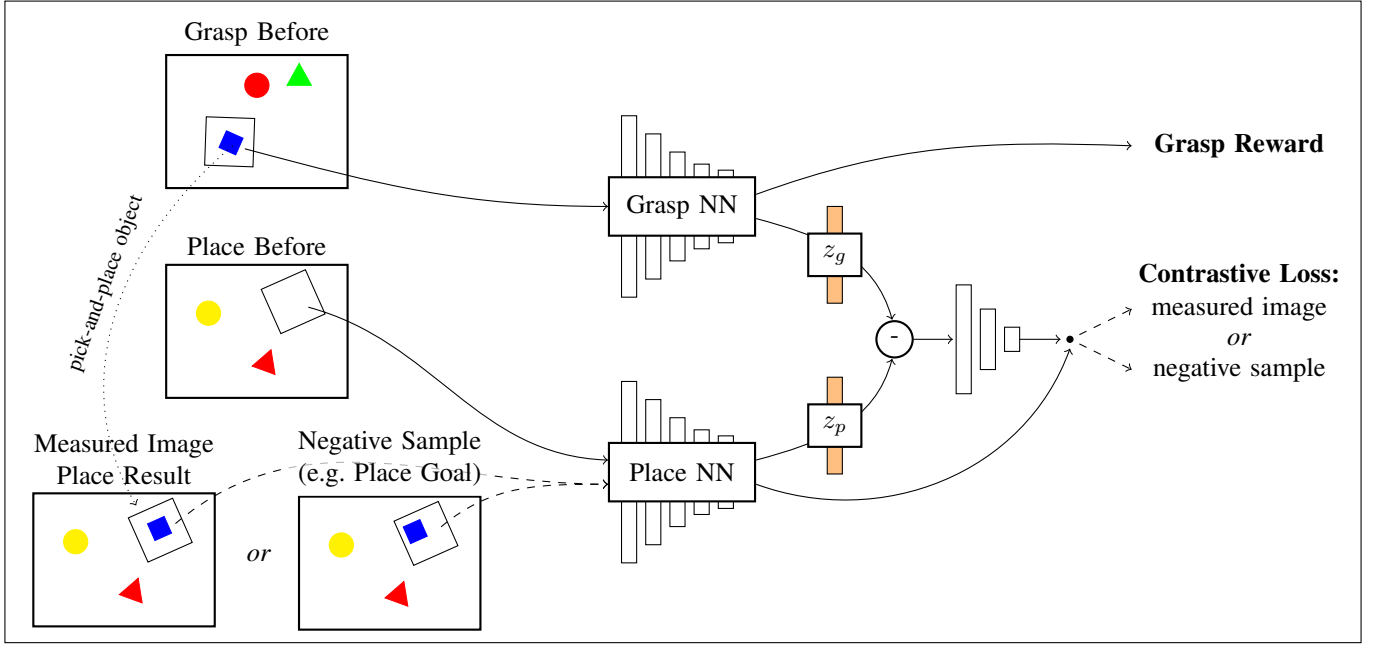 Grasp Before
pick-and-place object
Place Before
Measured Image
Place Result
or
Negative Sample
(e.g. Place Goal)
Grasp NN
Place NN
z_g
z_p
-
Grasp Reward
Contrastive Loss:
measured image
or
negative sample